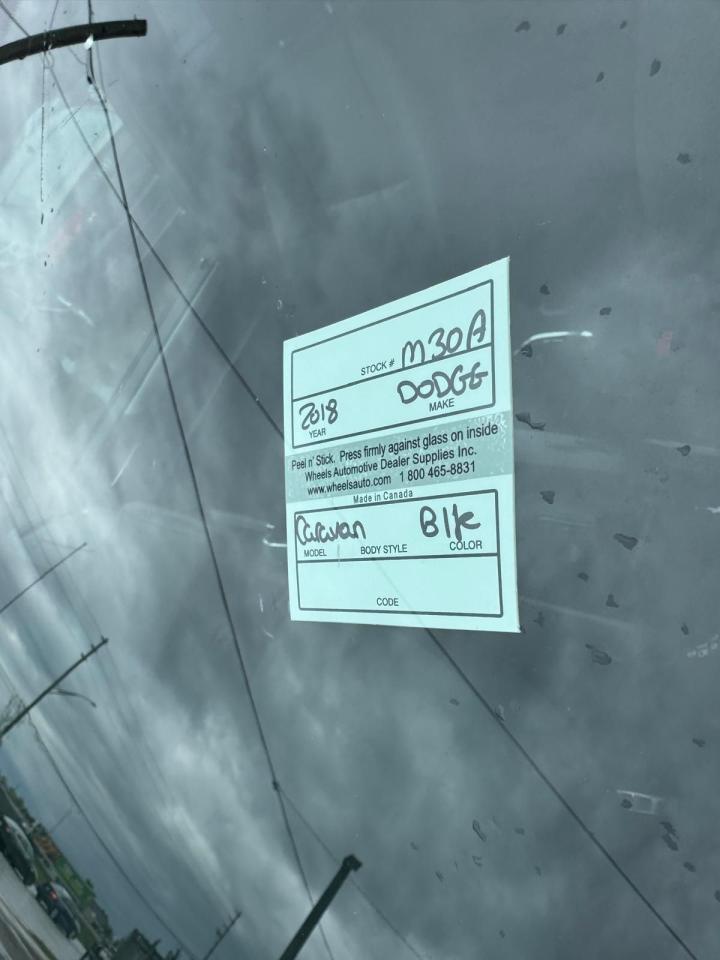 STOCK # M30A
2018 DODGE
YEAR MAKE
Peel n' Stick. Press firmly against glass on inside
Wheels Automotive Dealer Supplies Inc.
www.wheelsauto.com 1 800 465-8831
Made in Canada
Caravan
MODEL BODY STYLE COLOR
CODE